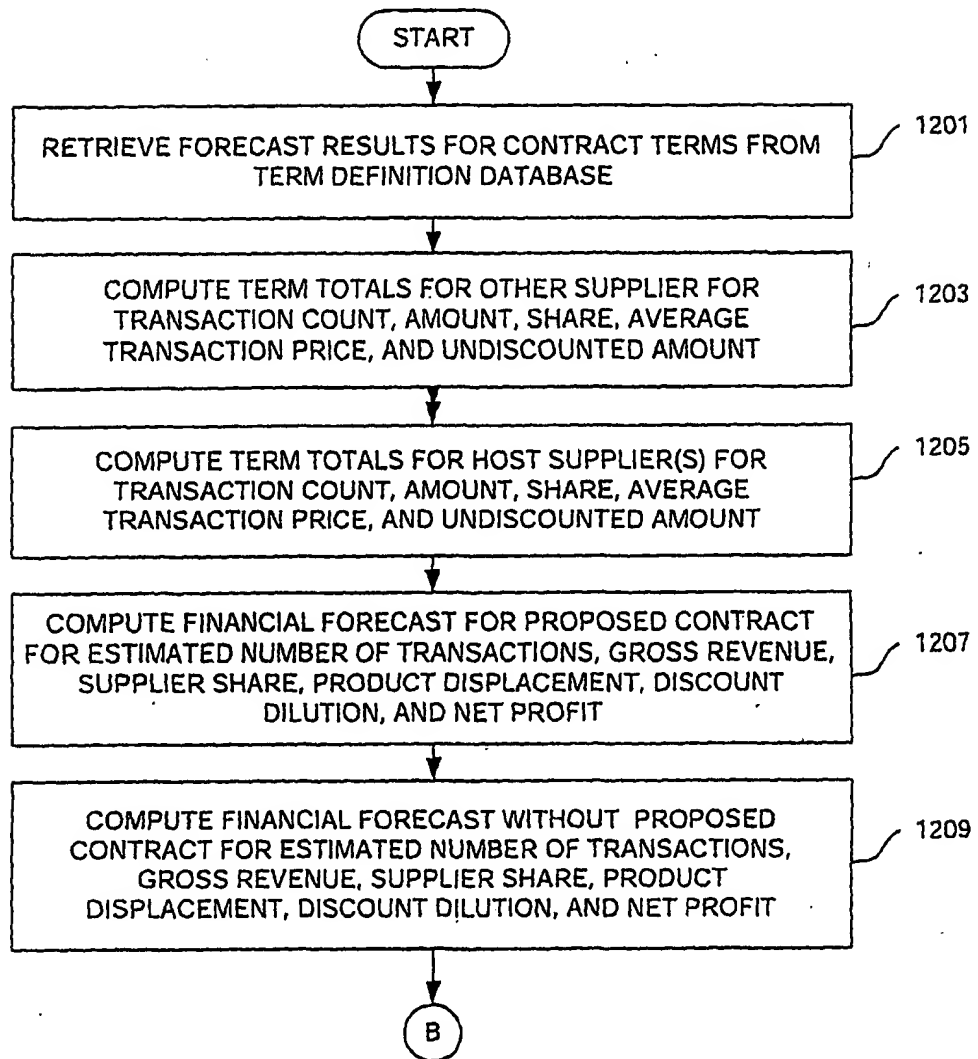 START
RETRIEVE FORECAST RESULTS FOR CONTRACT TERMS FROM
TERM DEFINITION DATABASE
1201
COMPUTE TERM TOTALS FOR OTHER SUPPLIER FOR
TRANSACTION COUNT, AMOUNT, SHARE, AVERAGE
TRANSACTION PRICE, AND UNDISCOUNTED AMOUNT
1203
COMPUTE TERM TOTALS FOR HOST SUPPLIER(S) FOR
TRANSACTION COUNT, AMOUNT, SHARE, AVERAGE
TRANSACTION PRICE, AND UNDISCOUNTED AMOUNT
1205
COMPUTE FINANCIAL FORECAST FOR PROPOSED CONTRACT
FOR ESTIMATED NUMBER OF TRANSACTIONS, GROSS REVENUE,
SUPPLIER SHARE, PRODUCT DISPLACEMENT, DISCOUNT
DILUTION, AND NET PROFIT
1207
COMPUTE FINANCIAL FORECAST WITHOUT PROPOSED
CONTRACT FOR ESTIMATED NUMBER OF TRANSACTIONS,
GROSS REVENUE, SUPPLIER SHARE, PRODUCT
DISPLACEMENT, DISCOUNT DILUTION, AND NET PROFIT
1209
B